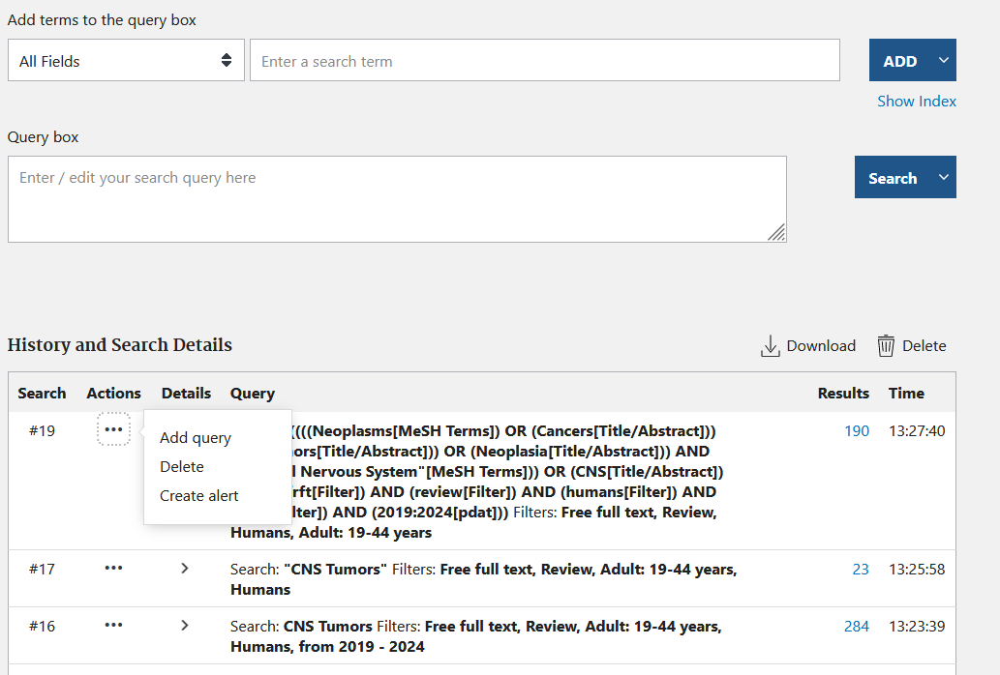 Add terms to the query box
All Fields
Enter a search term
ADD
Show Index
Query box
Enter / edit your search query here
Search
History and Search Details
Download
Delete
Search Actions Details Query Results Time
#19 ••• ((((Neoplasms[MeSH Terms]) OR (Cancers[Title/Abstract])) 190 13:27:40
Add query
ors[Title/Abstract])) OR (Neoplasia[Title/Abstract])) AND
Delete
l Nervous System"[MeSH Terms])) OR (CNS[Title/Abstract])
Create alert
rft[Filter]) AND (review[Filter]) AND (humans[Filter]) AND
lter]) AND (2019:2024[pdat])) Filters: Free full text, Review,
Humans, Adult: 19-44 years
#17 ••• Search: "CNS Tumors" Filters: Free full text, Review, Adult: 19-44 years, 23 13:25:58
Humans
#16 ••• Search: CNS Tumors Filters: Free full text, Review, Adult: 19-44 years, 284 13:23:39
Humans, from 2019 - 2024